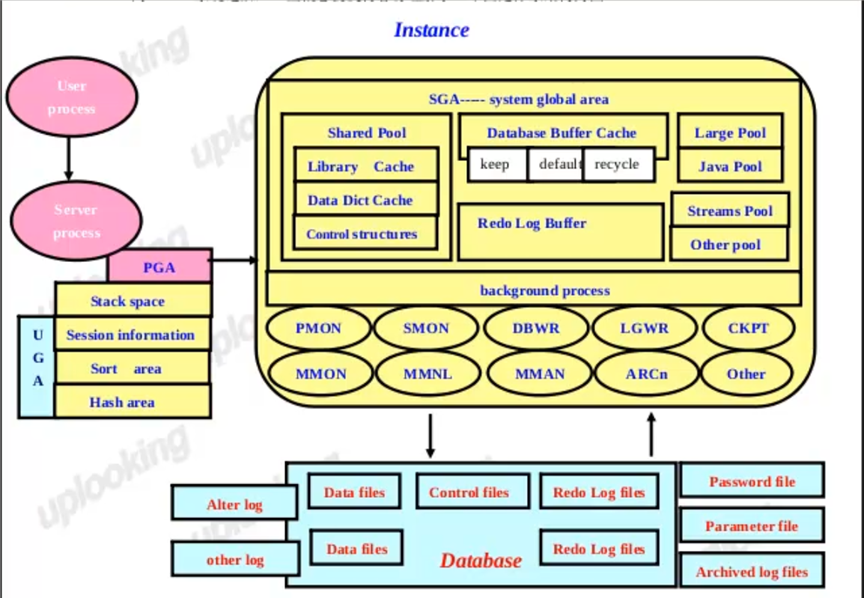 Instance
User
process
SGA----- system global area
Shared Pool
Database Buffer Cache
Large Pool
Library Cache
keep
default
recycle
Java Pool
Data Dict Cache
Control structures
Redo Log Buffer
Streams Pool
Other pool
Server
process
PGA
Stack space
Session information
Sort area
Hash area
U
G
A
background process
PMON
SMON
DBWR
LGWR
CKPT
MMON
MMNL
MMAN
ARCn
Other
Alter log
other log
Data files
Control files
Redo Log files
Data files
Database
Redo Log files
Password file
Parameter file
Archived log files
uplooking